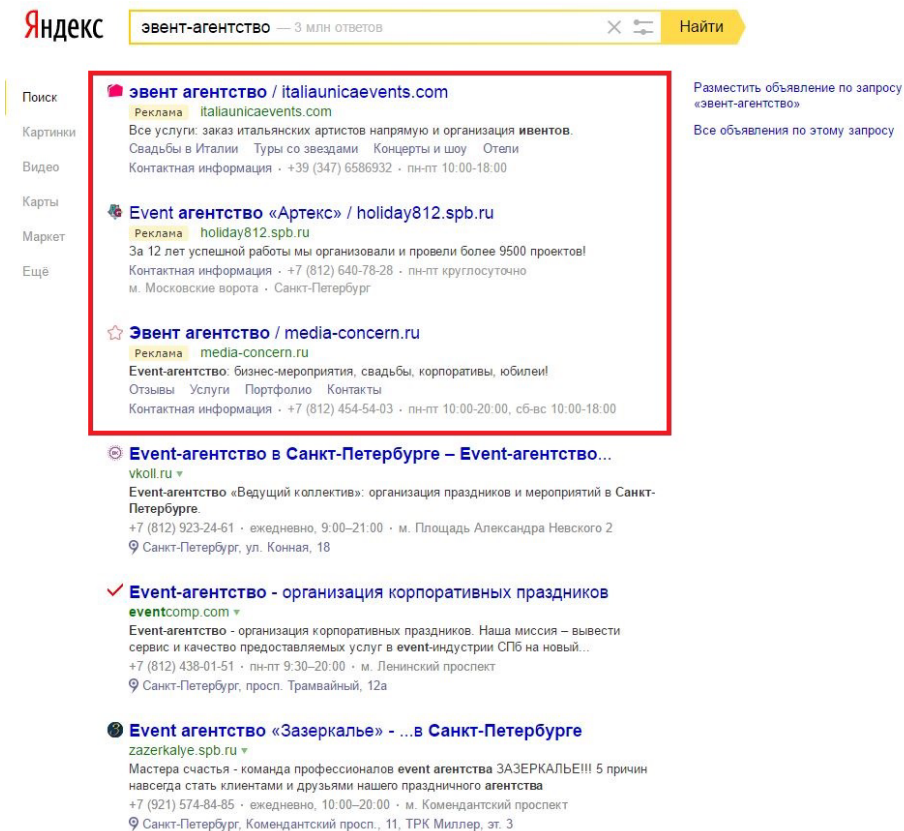 Яндекс
эвент-агентство — 3 млн ответов
Найти
Поиск
Картинки
Видео
Карты
Маркет
Ещё
эвент агентство / italiaunicaevents.com
Реклама italiaunicaevents.com
Все услуги: заказ итальянских артистов напрямую и организация ивентов.
Свадьбы в Италии Туры со звездами Концерты и шоу Отели
Контактная информация · +39 (347) 6586932 · пн-пт 10:00-18:00
Event агентство «Артекс» / holiday812.spb.ru
Реклама holiday812.spb.ru
За 12 лет успешной работы мы организовали и провели более 9500 проектов!
Контактная информация · +7 (812) 640-78-28 · пн-пт круглосуточно
м. Московские ворота · Санкт-Петербург
Эвент агентство / media-concern.ru
Реклама media-concern.ru
Event-агентство: бизнес-мероприятия, свадьбы, корпоративы, юбилеи!
Отзывы Услуги Портфолио Контакты
Контактная информация · +7 (812) 454-54-03 · пн-пт 10:00-20:00, сб-вс 10:00-18:00
Event-агентство в Санкт-Петербурге – Event-агентство...
vkoll.ru
Event-агентство «Ведущий коллектив»: организация праздников и мероприятий в Санкт-
Петербурге.
+7 (812) 923-24-61 · ежедневно, 9:00–21:00 · м. Площадь Александра Невского 2
Санкт-Петербург, ул. Конная, 18
Event-агентство - организация корпоративных праздников
eventcomp.com
Event-агентство - организация корпоративных праздников. Наша миссия – вывести
сервис и качество предоставляемых услуг в event-индустрии СПб на новый...
+7 (812) 438-01-51 · пн-пт 9:30–20:00 · м. Ленинский проспект
Санкт-Петербург, просп. Трамвайный, 12а
Event агентство «Зазеркалье» - ...в Санкт-Петербурге
zazerkalye.spb.ru
Мастера счастья - команда профессионалов event агентства ЗАЗЕРКАЛЬЕ!!! 5 причин
навсегда стать клиентами и друзьями нашего праздничного агентства
+7 (921) 574-84-85 · ежедневно, 10:00–20:00 · м. Комендантский проспект
Санкт-Петербург, Комендантский просп., 11, ТРК Миллер, эт. 3
Разместить объявление по запросу
«эвент-агентство»
Все объявления по этому запросу